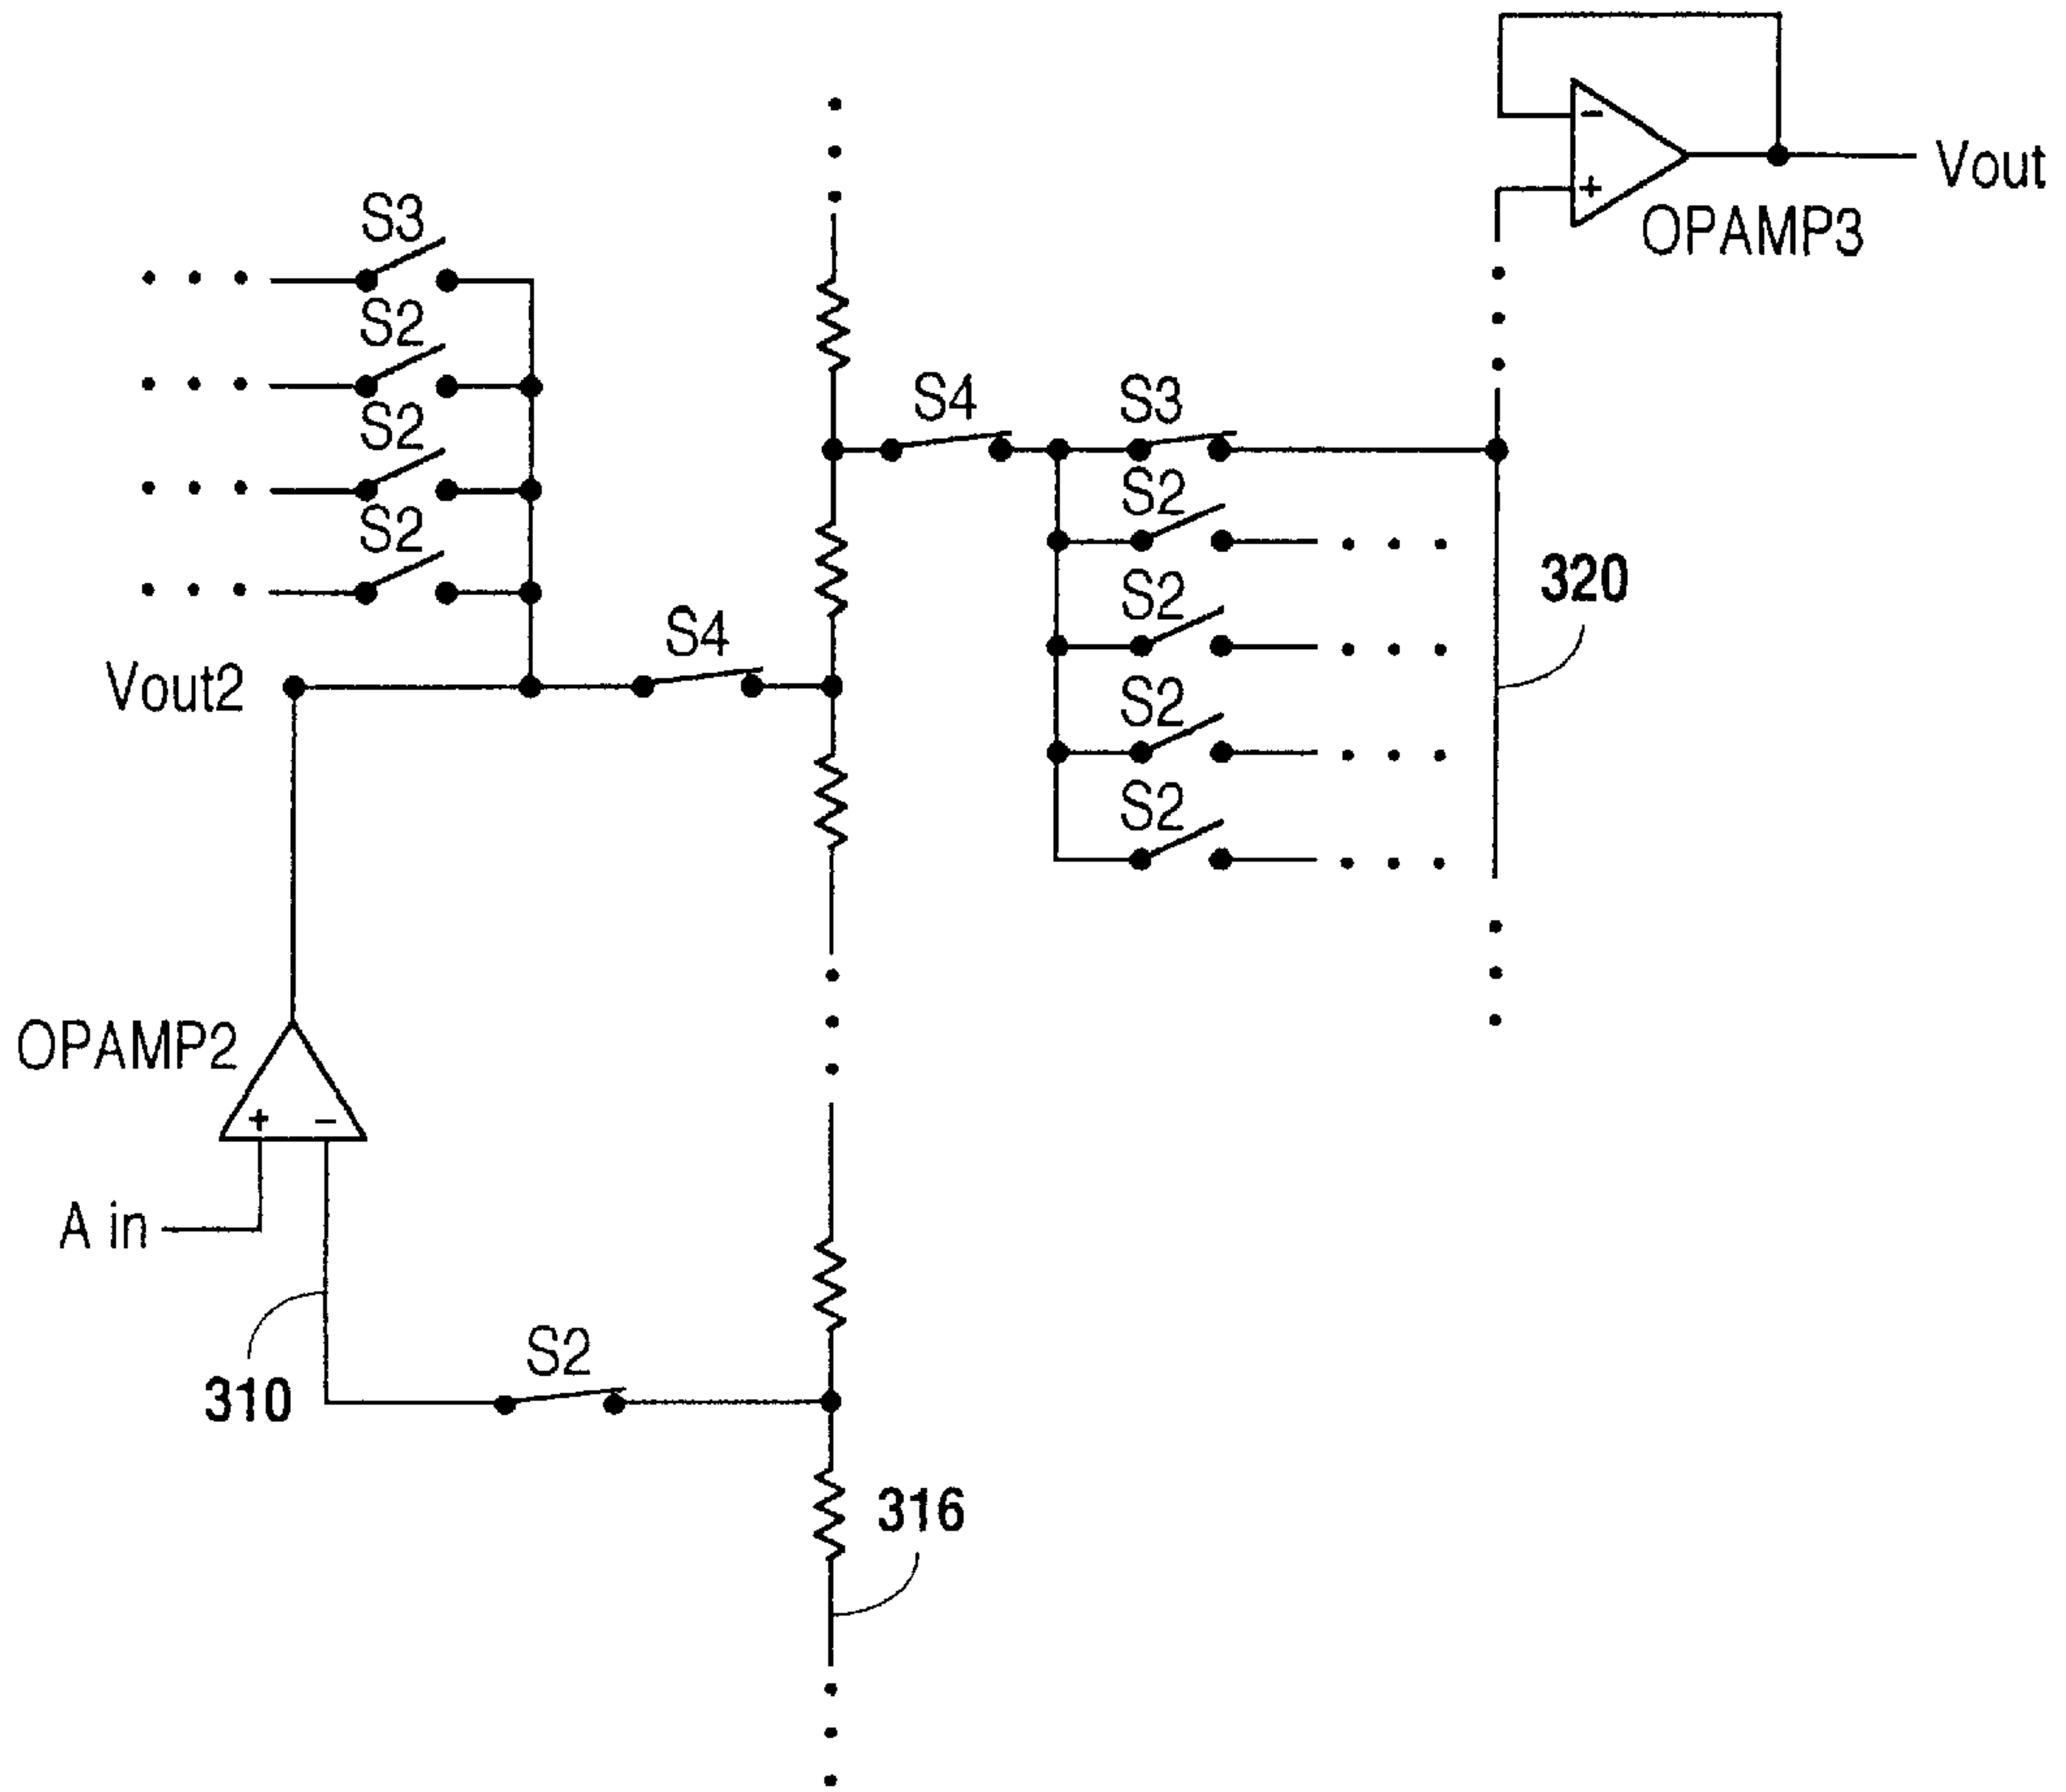 Vout
OPAMP3
S3
S2
S2
S2
S4
Vout2
S4
S3
S2
S2
S2
S2
320
OPAMP2
+ -
A in
310
S2
316
-
+